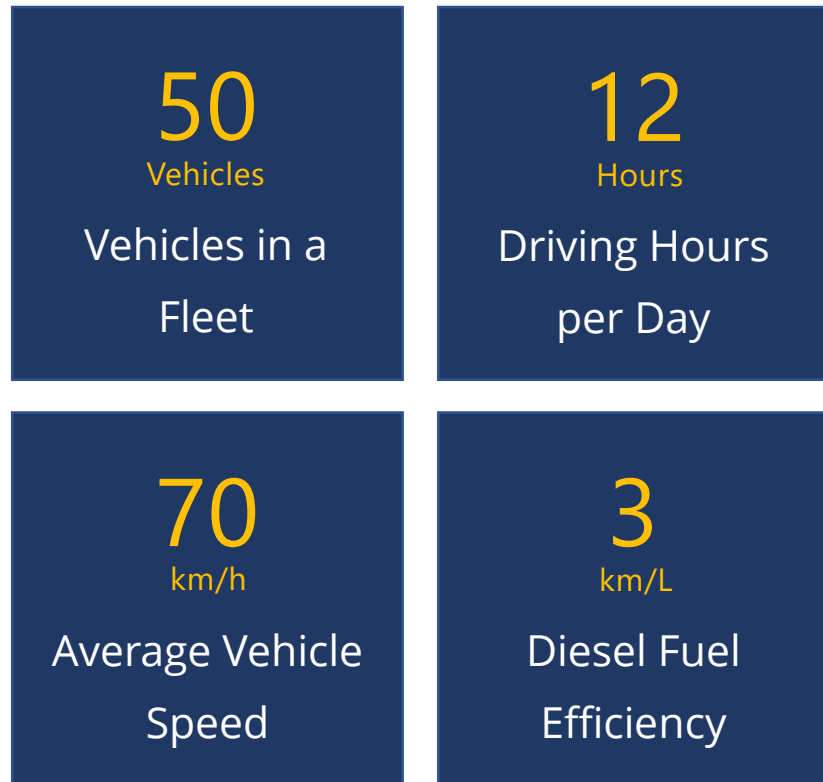 50
Vehicles
Vehicles in a
Fleet
12
Hours
Driving Hours
per Day
70
km/h
Average Vehicle
Speed
3
km/L
Diesel Fuel
Efficiency